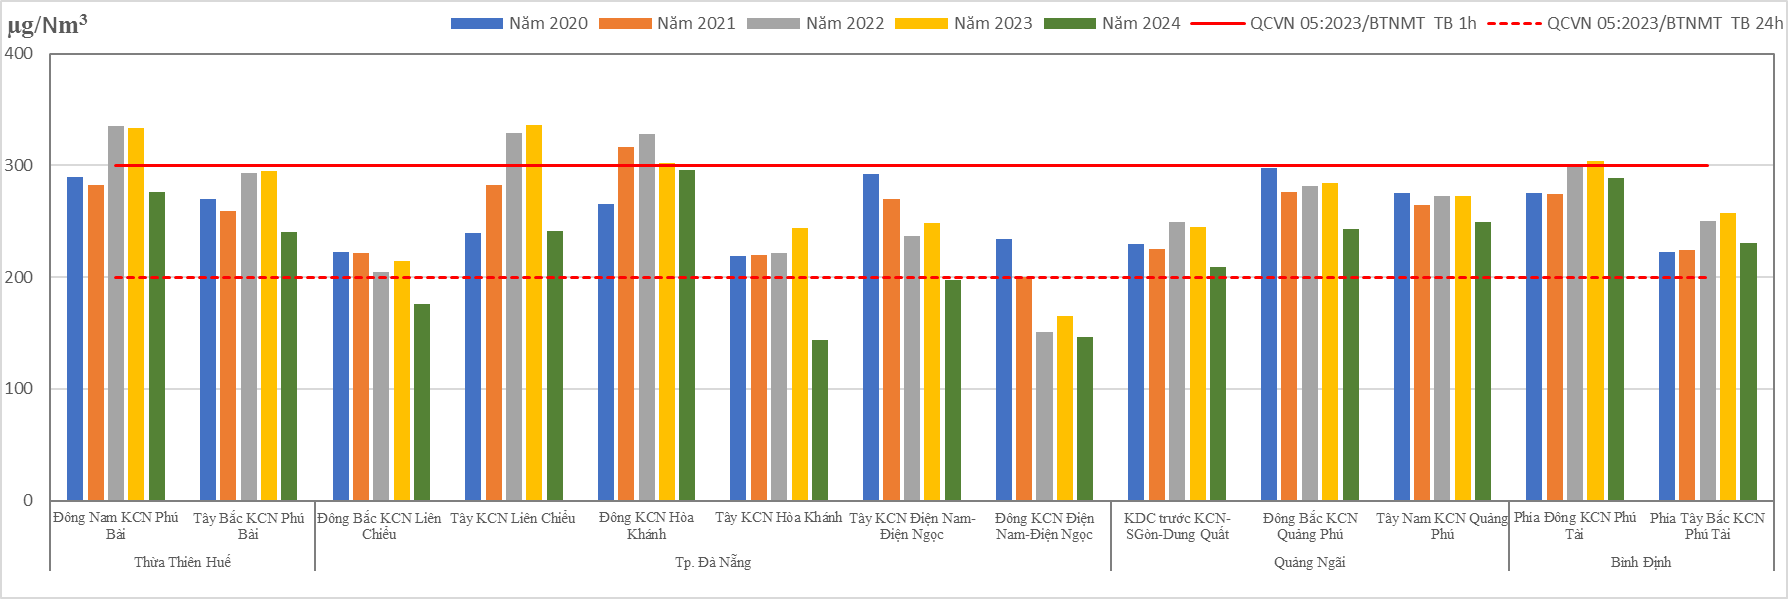 µg/Nm³
Năm 2020 Năm 2021 Năm 2022 Năm 2023 Năm 2024 QCVN 05:2023/BTNMT TB 1h QCVN 05:2023/BTNMT TB 24h
400
300
200
100
0
Đông Nam KCN Phú
Bài
Tây Bắc KCN Phú
Bài
Đông Bắc KCN Liên
Chiểu
Tây KCN Liên Chiểu
Đông KCN Hòa
Khánh
Tây KCN Hòa Khánh
Tây KCN Điện Nam-
Điện Ngọc
Đông KCN Điện
Nam-Điện Ngọc
KDC trước KCN-
SGòn-Dung Quất
Đông Bắc KCN
Quảng Phú
Tây Nam KCN Quảng
Phú
Phia Đông KCN Phú
Tài
Phia Tây Bắc KCN
Phú Tài
Thừa Thiên Huế
Tp. Đà Nẵng
Quảng Ngãi
Bình Định